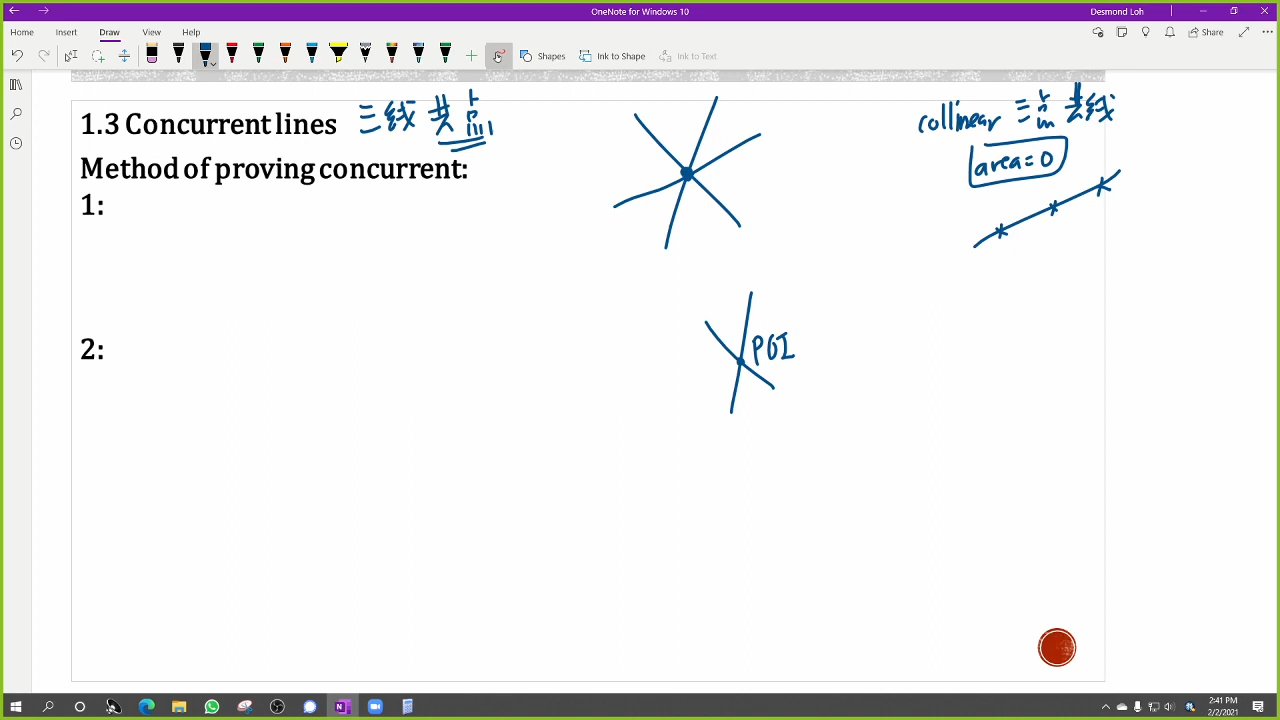 OneNote for Windows 10
Desmond Loh
Home Insert Draw View Help
Share
Shapes
Ink to Shape
Ink to Text
1.3 Concurrent lines 三线共点
collinear 三点共线
area=0
Method of proving concurrent:
1:
2:
POI
2:41 PM
2/2/2021